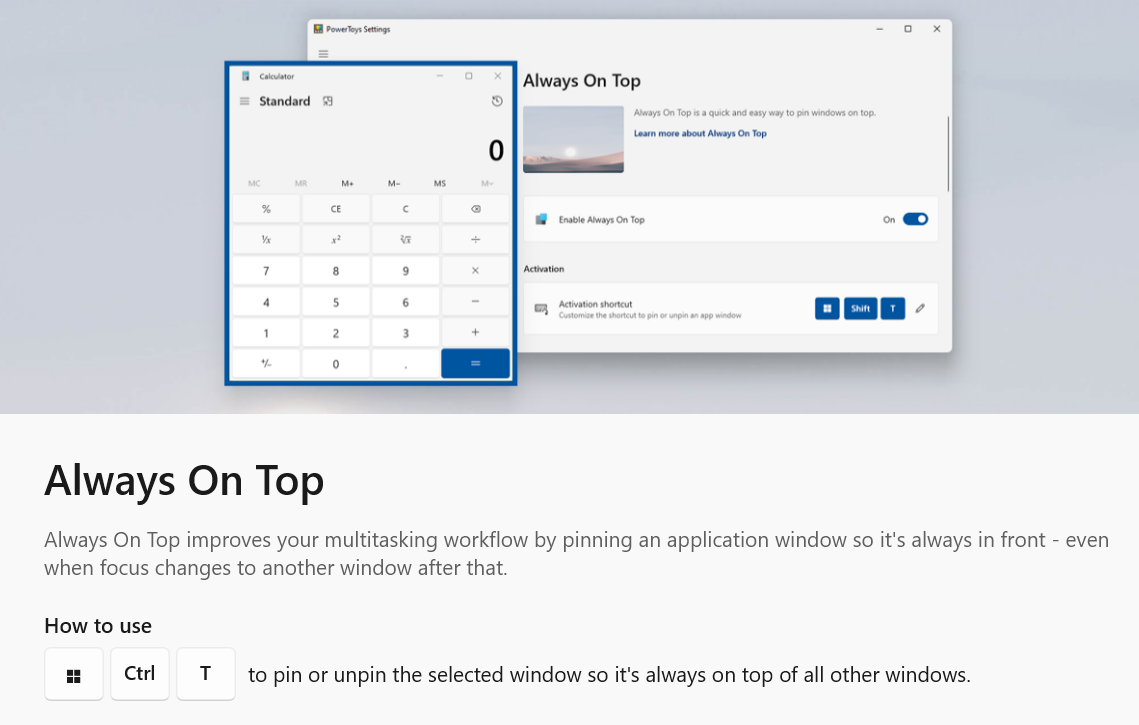 PowerToys Settings
Calculator
Standard
0
MC MR M+ M− MS M˅
% CE C ⌫
¹/x x² ²√x ÷
7 8 9 ×
4 5 6 −
1 2 3 +
+/− 0 . =
Always On Top
Always On Top is a quick and easy way to pin windows on top.
Learn more about Always On Top
Enable Always On Top On
Activation
Activation shortcut
Customize the shortcut to pin or unpin an app window
Shift T
Always On Top
Always On Top improves your multitasking workflow by pinning an application window so it's always in front - even
when focus changes to another window after that.
How to use
Ctrl T to pin or unpin the selected window so it's always on top of all other windows.